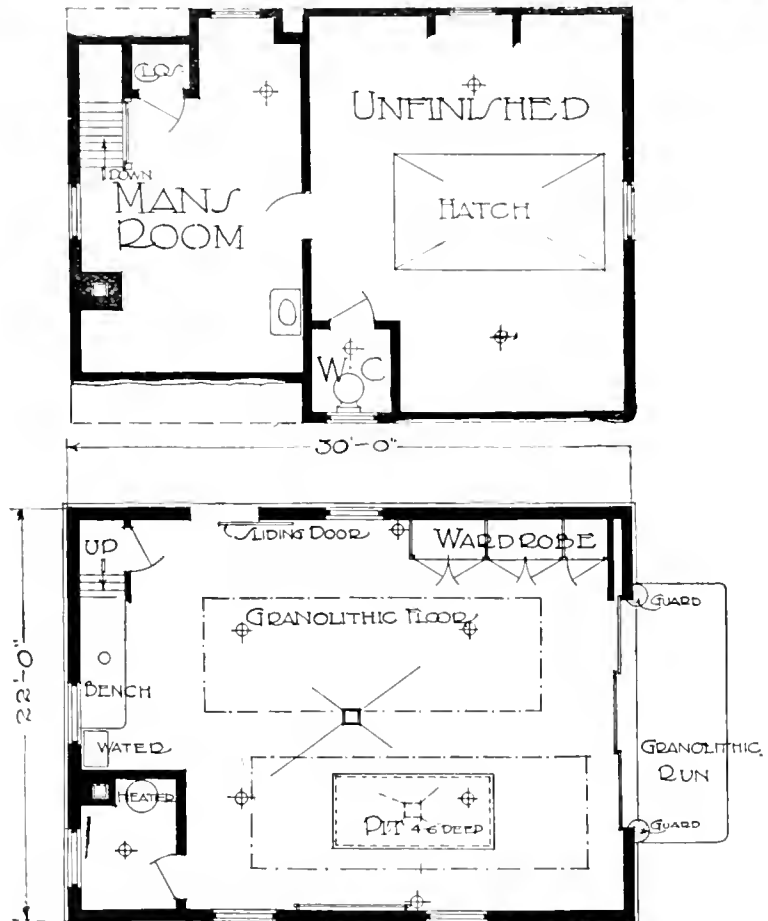 CLOS.
UNFINISHED
DOWN
MANS
ROOM
HATCH
W.C
30'-0"
22'-0"
UP
SLIDING DOOR
WARDROBE
GRANOLITHIC FLOOR
GUARD
BENCH
WATER
GRANOLITHIC
RUN
HEATER
PIT 4-6 DEEP
GUARD